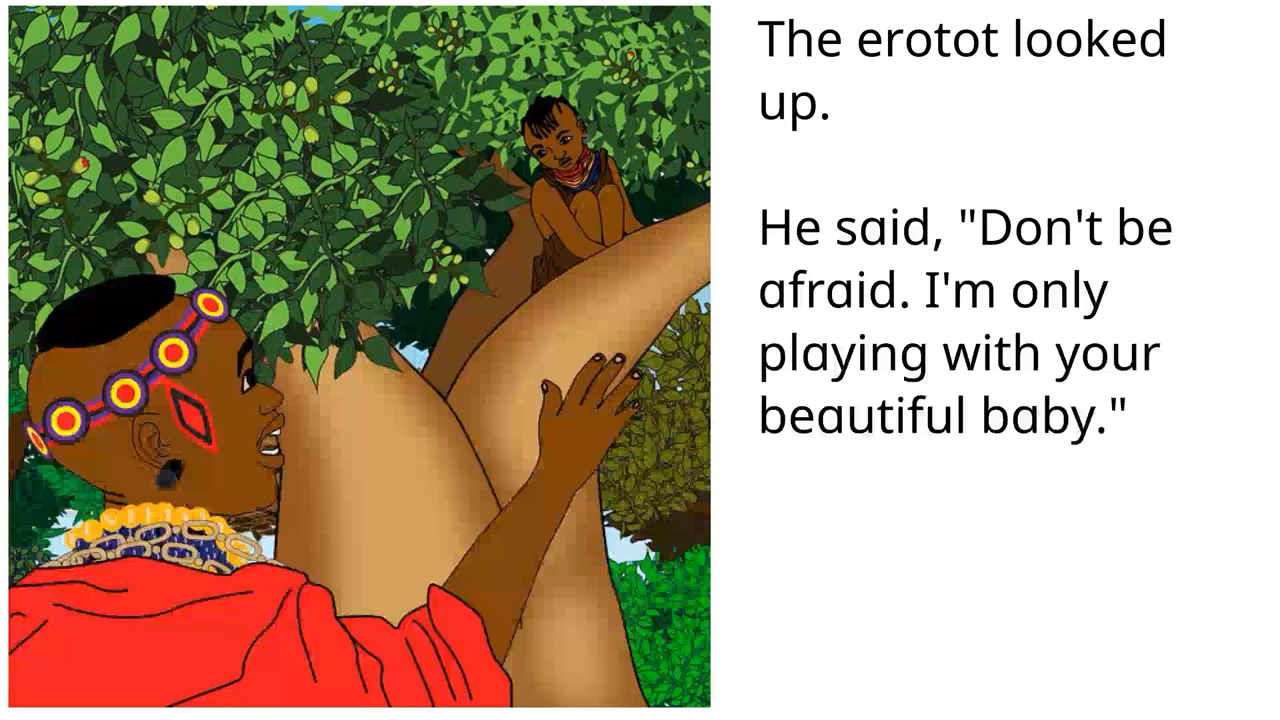 The erotot looked
up.
He said, "Don't be
afraid. I'm only
playing with your
beautiful baby."